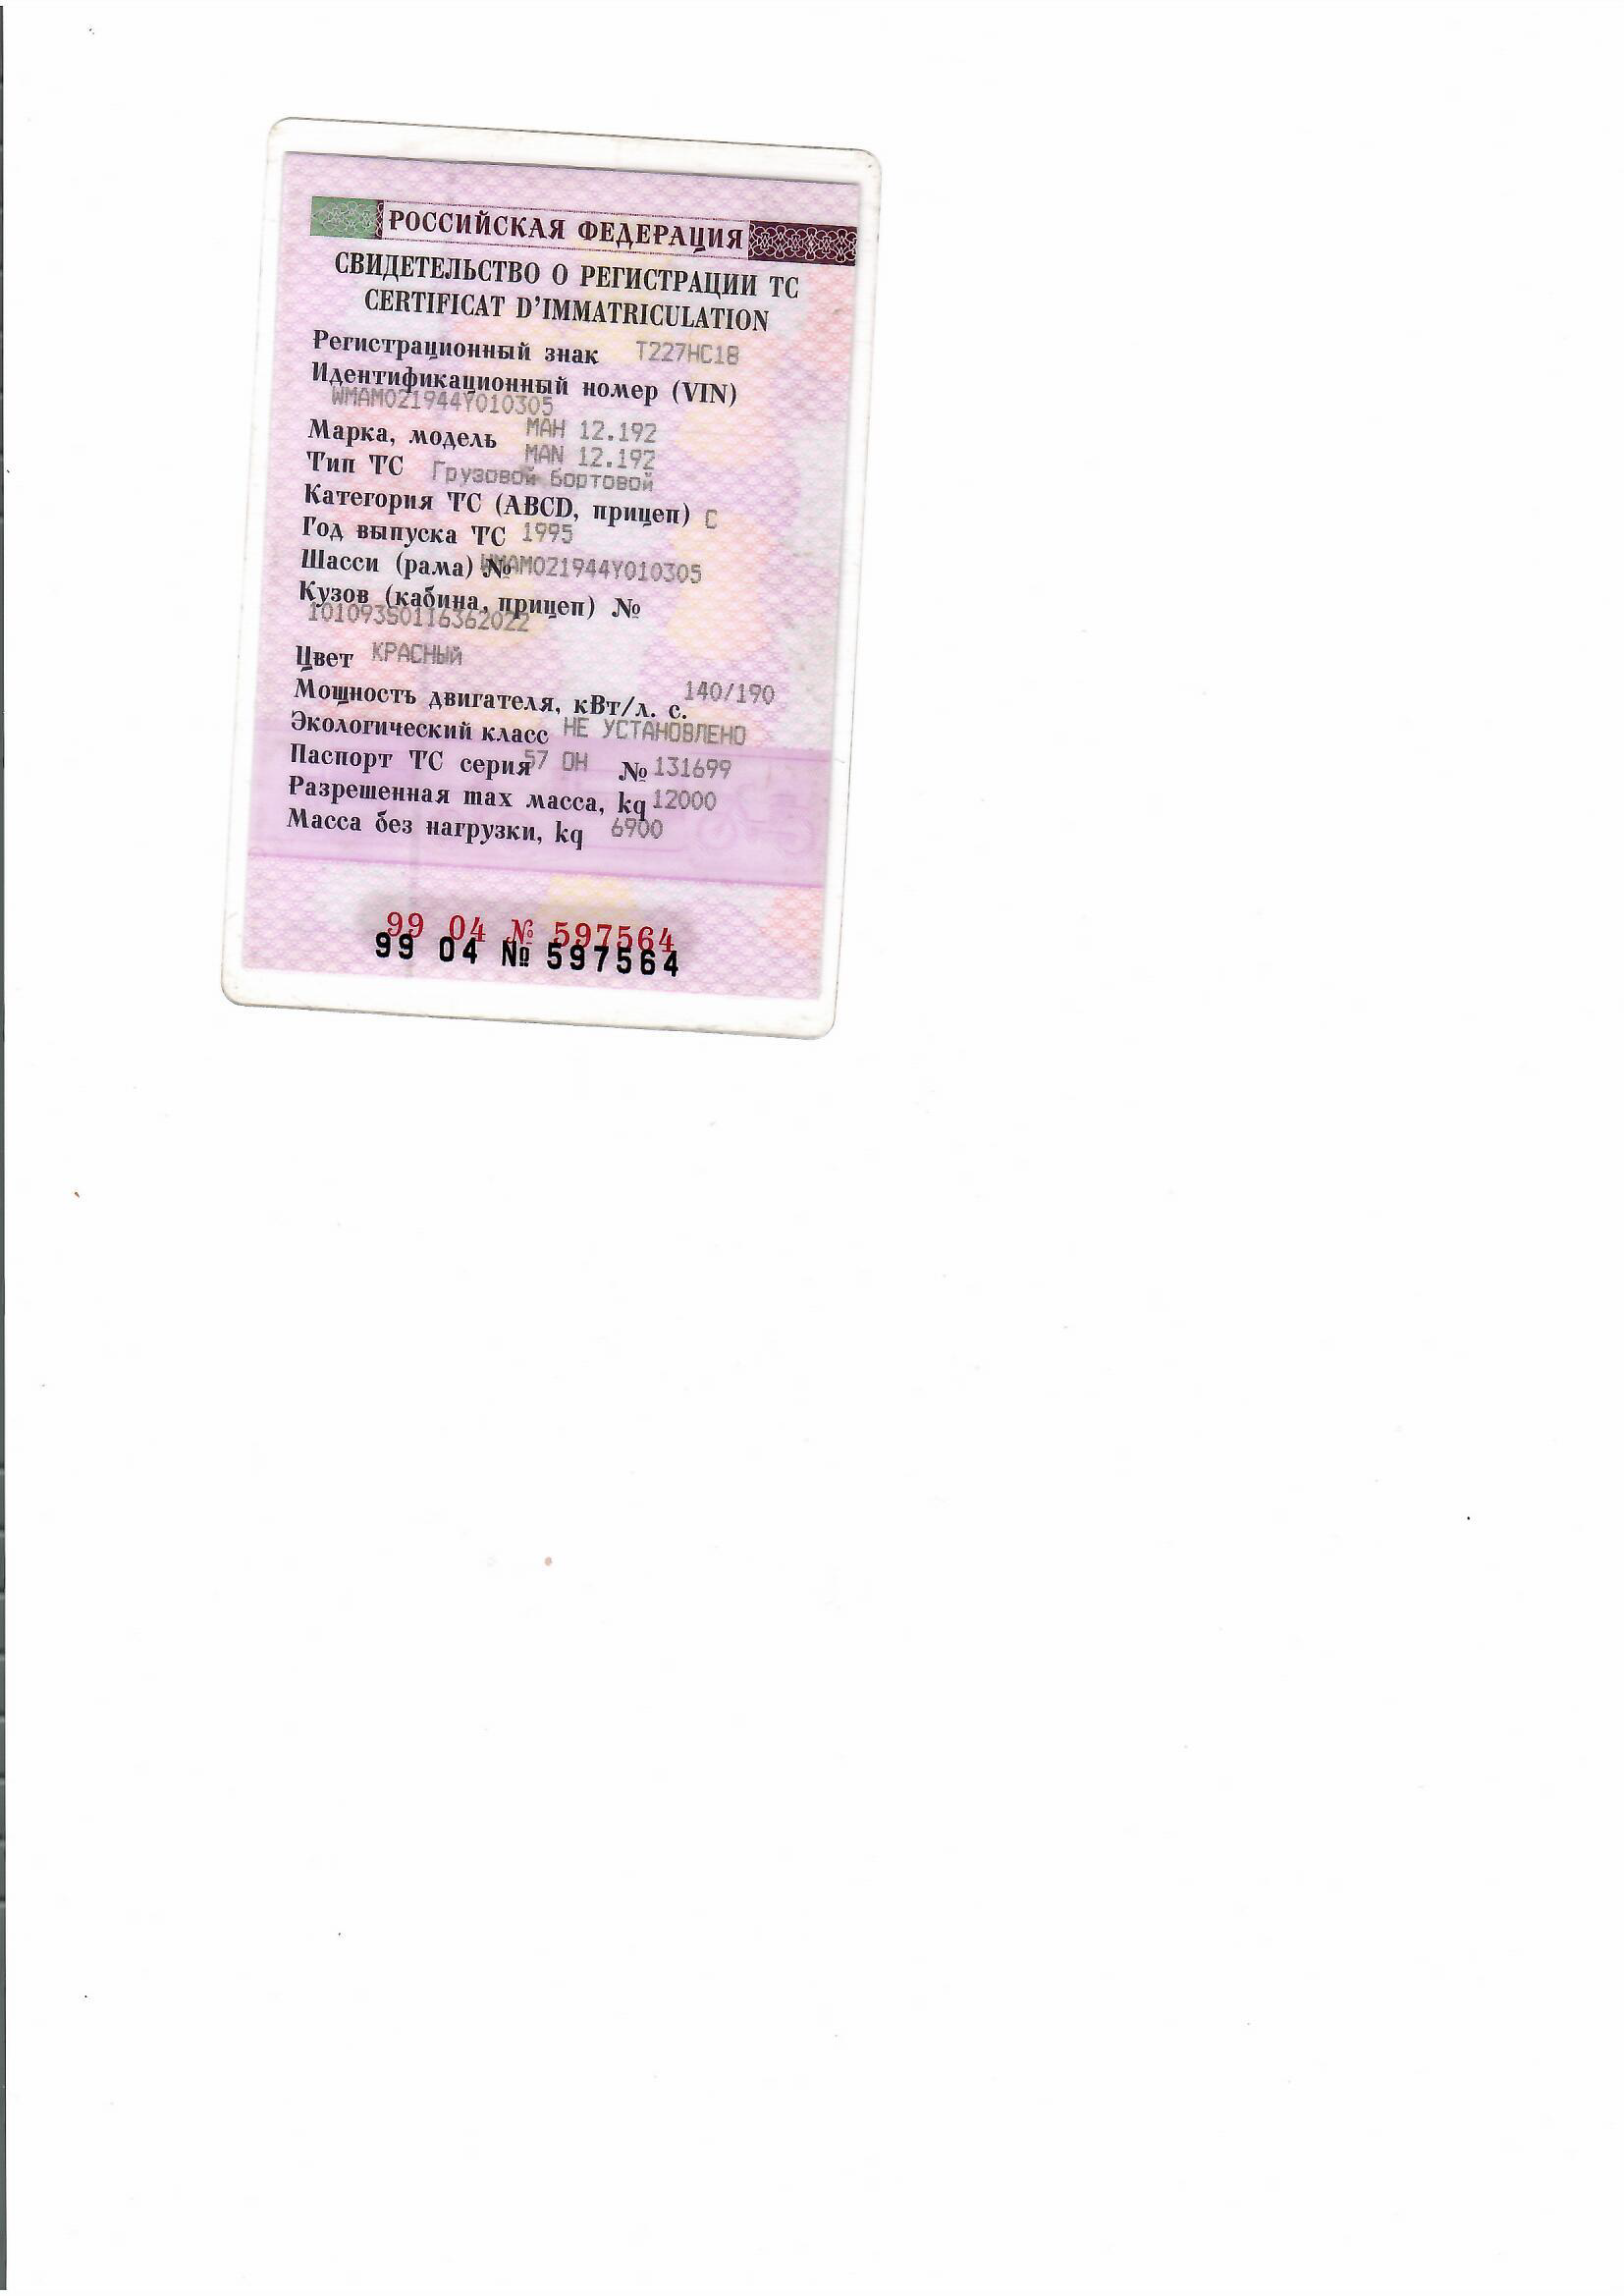 РОССИЙСКАЯ ФЕДЕРАЦИЯ
СВИДЕТЕЛЬСТВО О РЕГИСТРАЦИИ ТС
CERTIFICAT D'IMMATRICULATION
Регистрационный знак Т227НС18
Идентификационный номер (VIN)
WMAM021944Y010305
Марка, модель МАН 12.192
MAN 12.192
Тип ТС Грузовой бортовой
Категория ТС (ABCD, прицеп) C
Год выпуска ТС 1995
Шасси (рама) № WMAM021944Y010305
Кузов (кабина, прицеп) №
101093S0116362022
Цвет КРАСНЫЙ
Мощность двигателя, кВт/л. с. 140/190
Экологический класс НЕ УСТАНОВЛЕНО
Паспорт ТС серия 57 ОН № 131699
Разрешенная max масса, kg 12000
Масса без нагрузки, kg 6900
99 04 № 597564
99 04 № 597564